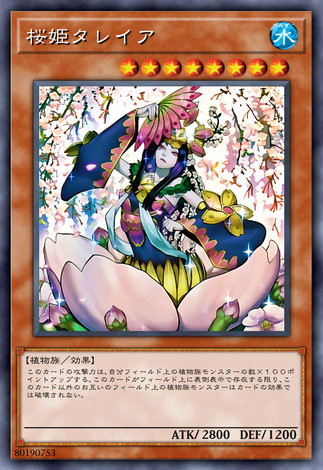 桜姫タレイア
水
【植物族／効果】
このカードの攻撃力は、自分フィールド上の植物族モンスターの数×１００ポ
イントアップする。このカードがフィールド上に表側表示で存在する限り、こ
のカード以外のお互いのフィールド上の植物族モンスターはカードの効果で
は破壊されない。
ATK/ 2800 DEF/1200
80190753